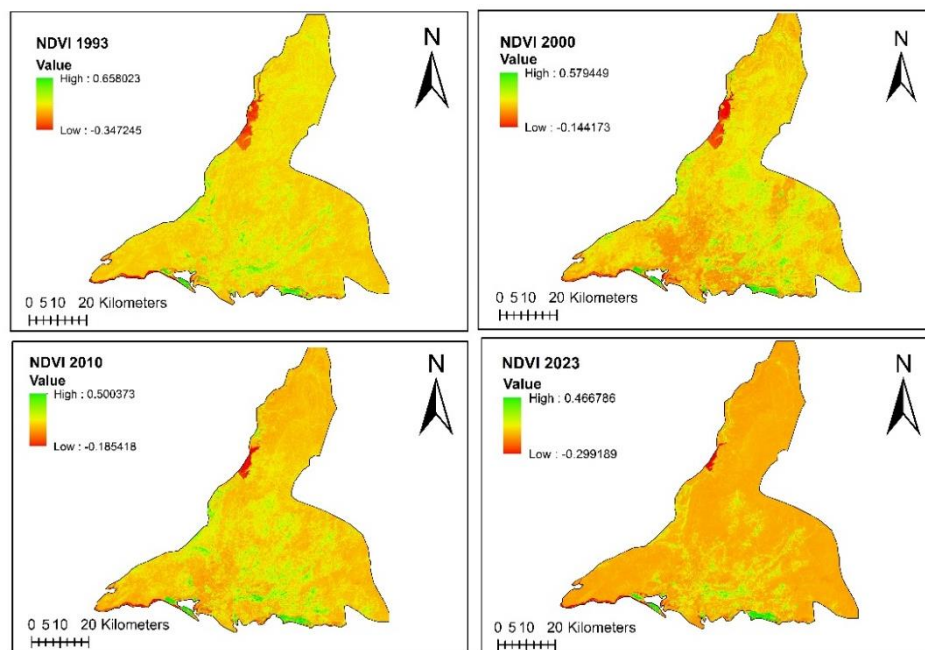 NDVI 1993
Value
High : 0.658023
Low : -0.347245
N
0 5 10 20 Kilometers
NDVI 2000
Value
High : 0.579449
Low : -0.144173
N
0 5 10 20 Kilometers
NDVI 2010
Value
High : 0.500373
Low : -0.185418
N
0 5 10 20 Kilometers
NDVI 2023
Value
High : 0.466786
Low : -0.299189
N
0 5 10 20 Kilometers